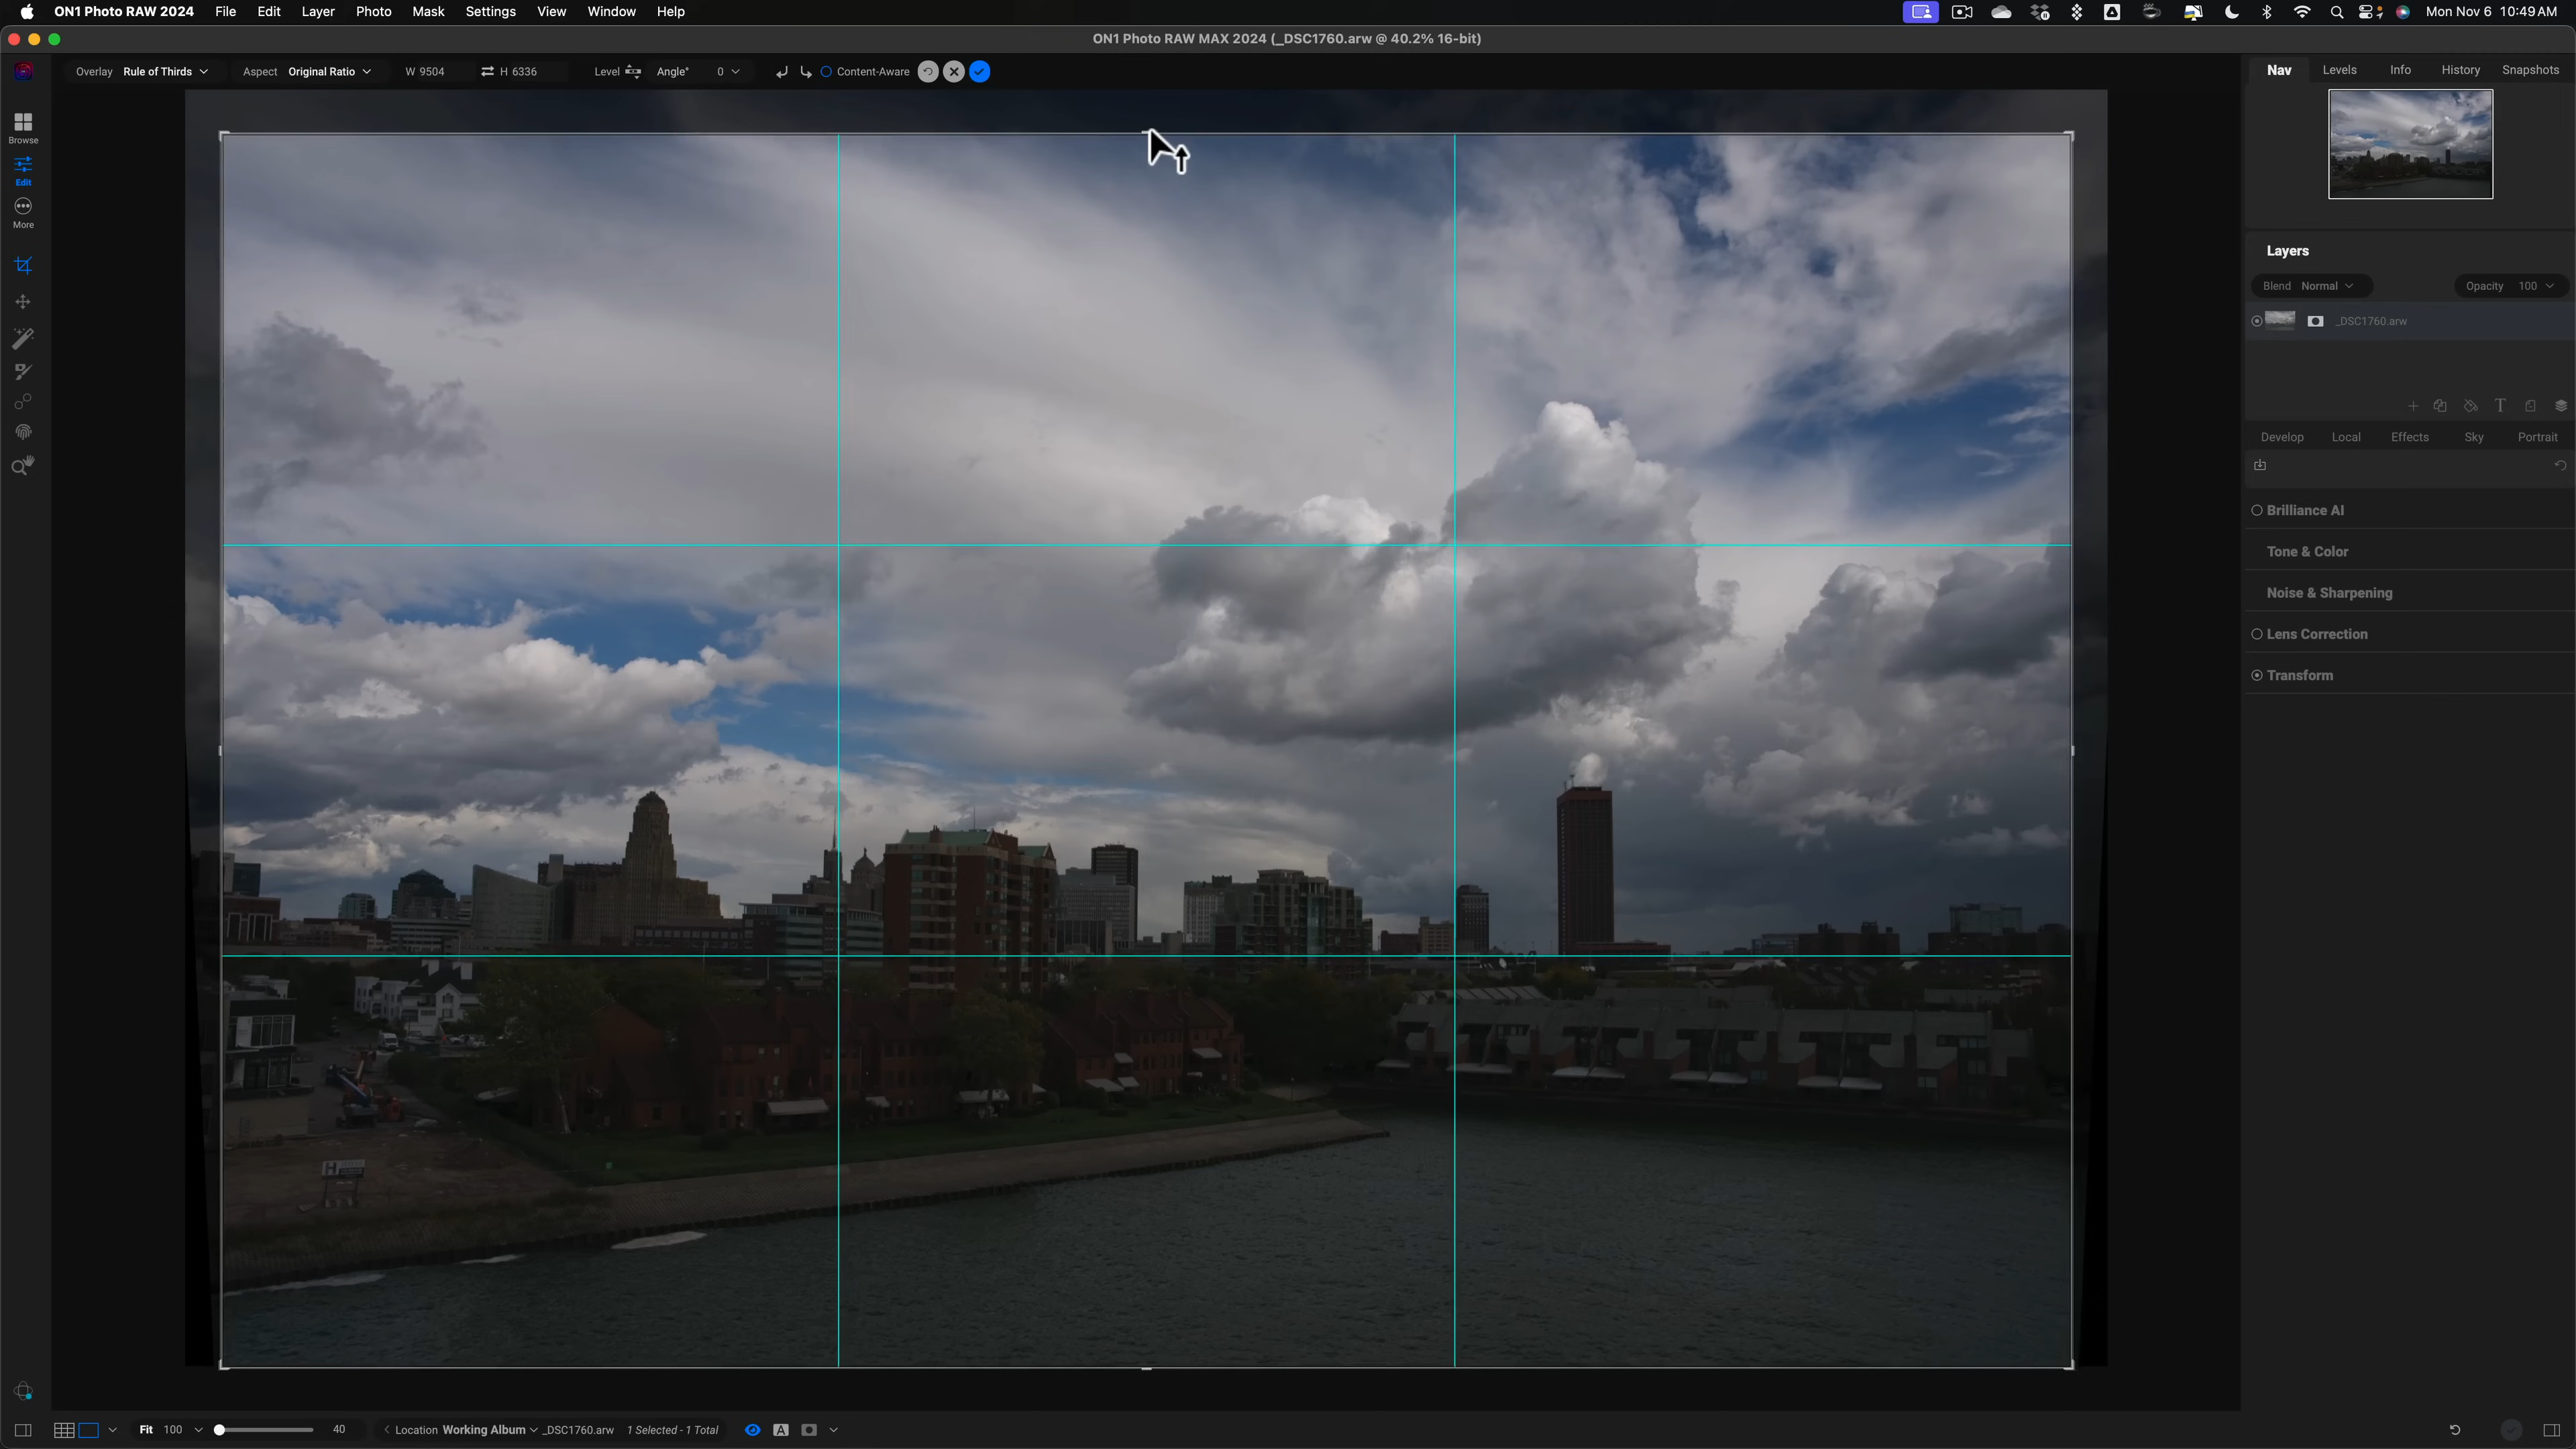 ON1 Photo RAW 2024 File Edit Layer Photo Mask Settings View Window Help Mon Nov 6 10:49 AM
ON1 Photo RAW MAX 2024 (_DSC1760.arw @ 40.2% 16-bit)
Overlay Rule of Thirds Aspect Original Ratio W 9504 H 6336 Level Angle° 0 Content-Aware
Nav Levels Info History Snapshots
Browse
Edit
More
Layers
Blend Normal Opacity 100
_DSC1760.arw
Develop Local Effects Sky Portrait
Brilliance AI
Tone & Color
Noise & Sharpening
Lens Correction
Transform
Fit 100 40 Location Working Album _DSC1760.arw 1 Selected - 1 Total A